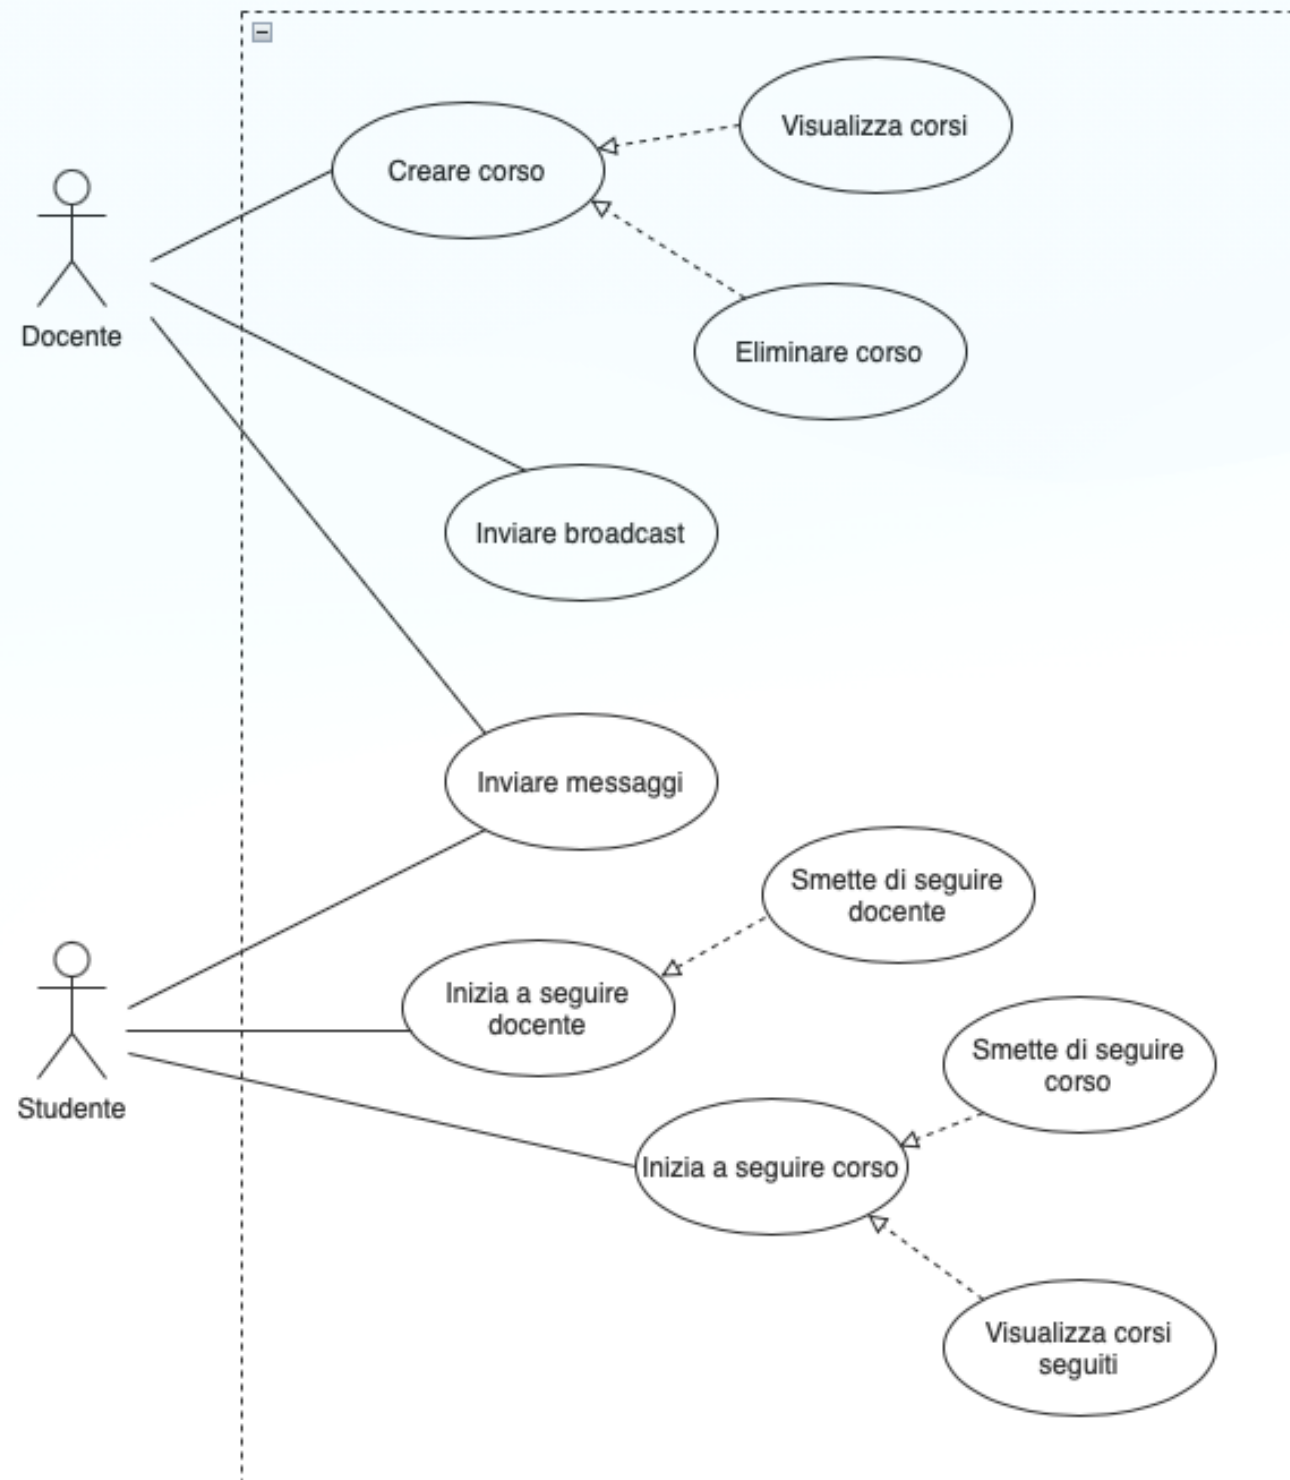 Visualizza corsi
Creare corso
Docente
Eliminare corso
Inviare broadcast
Inviare messaggi
Smette di seguire
docente
Inizia a seguire
docente
Smette di seguire
corso
Studente
Inizia a seguire corso
Visualizza corsi
seguiti